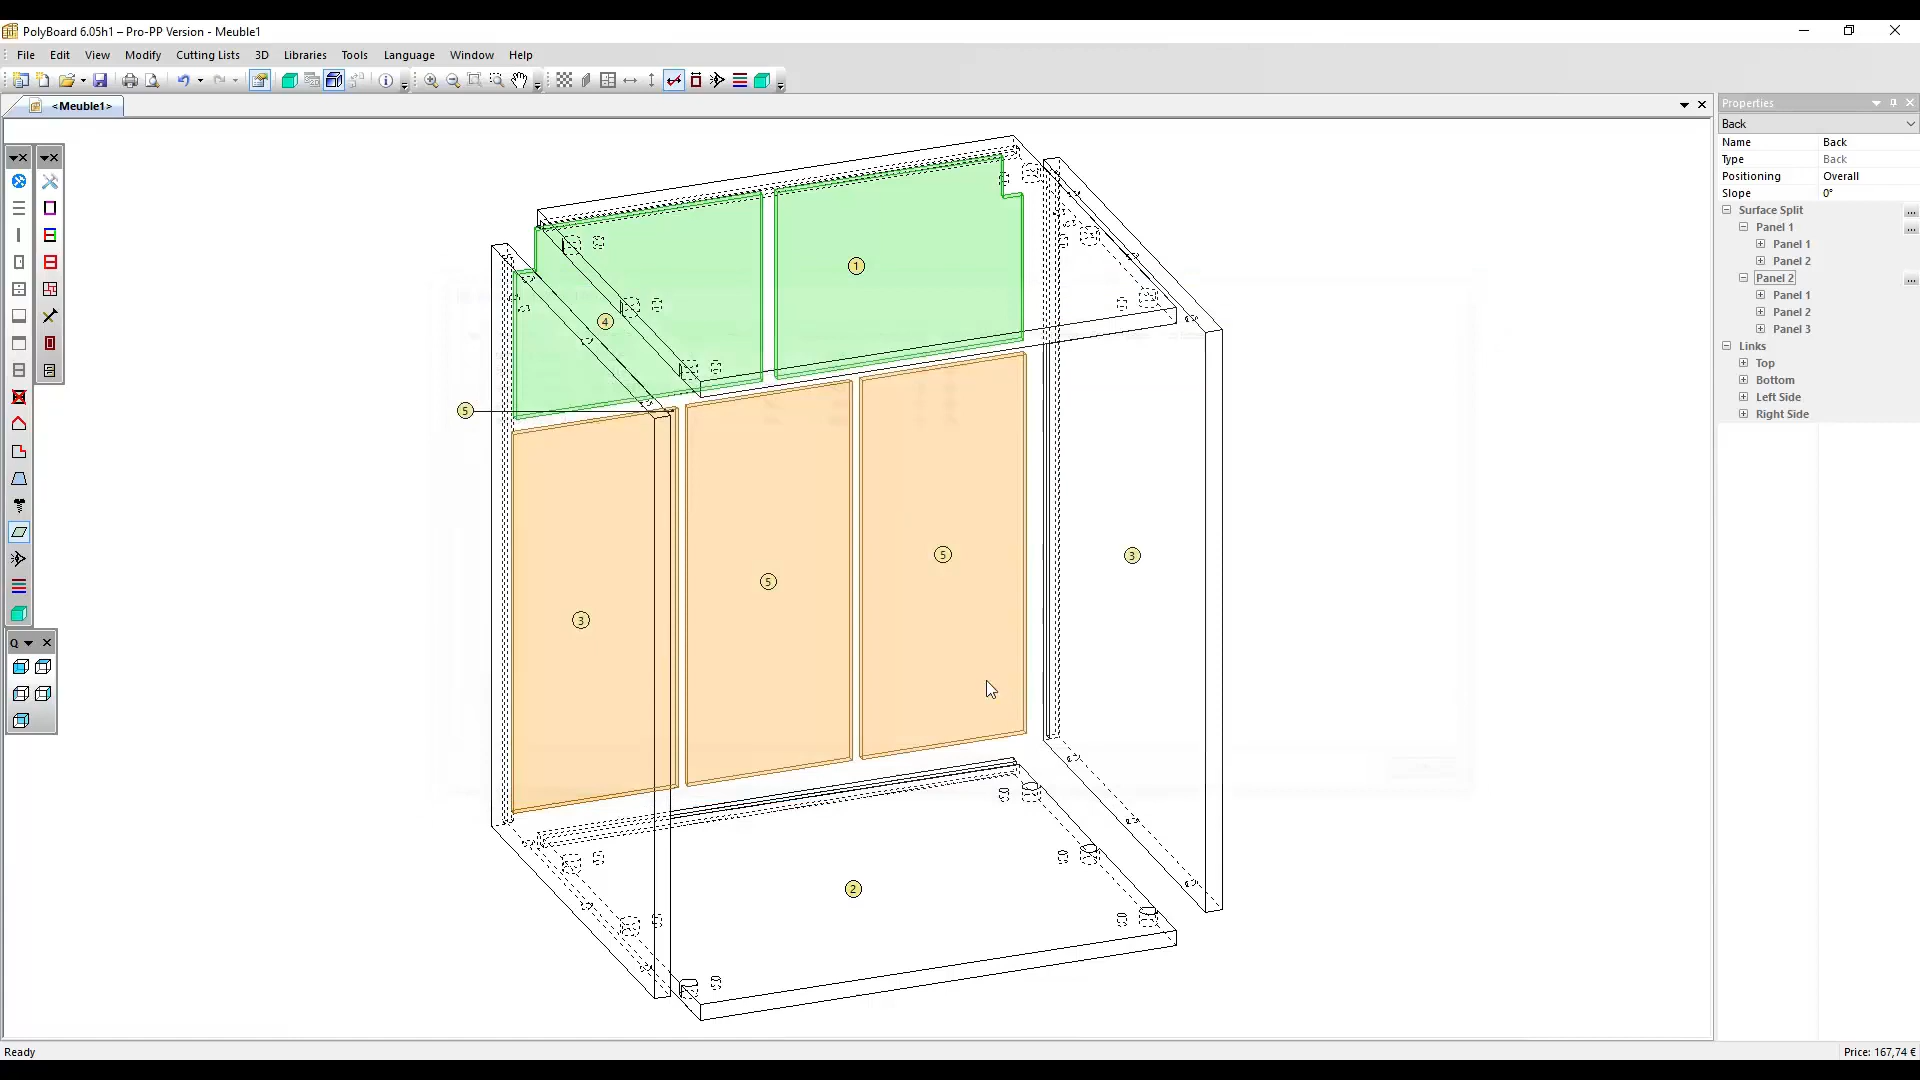 PolyBoard 6.05h1 – Pro-PP Version - Meuble1
File Edit View Modify Cutting Lists 3D Libraries Tools Language Window Help
<Meuble1>
Properties
Back
Name Back
Type Back
Positioning Overall
Slope 0°
Surface Split ...
Panel 1 ...
Panel 1
Panel 2
Panel 2 ...
Panel 1
Panel 2
Panel 3
Links
Top
Bottom
Left Side
Right Side
Q
1
4
5
5
3
5
3
2
Ready
Price: 167,74 €